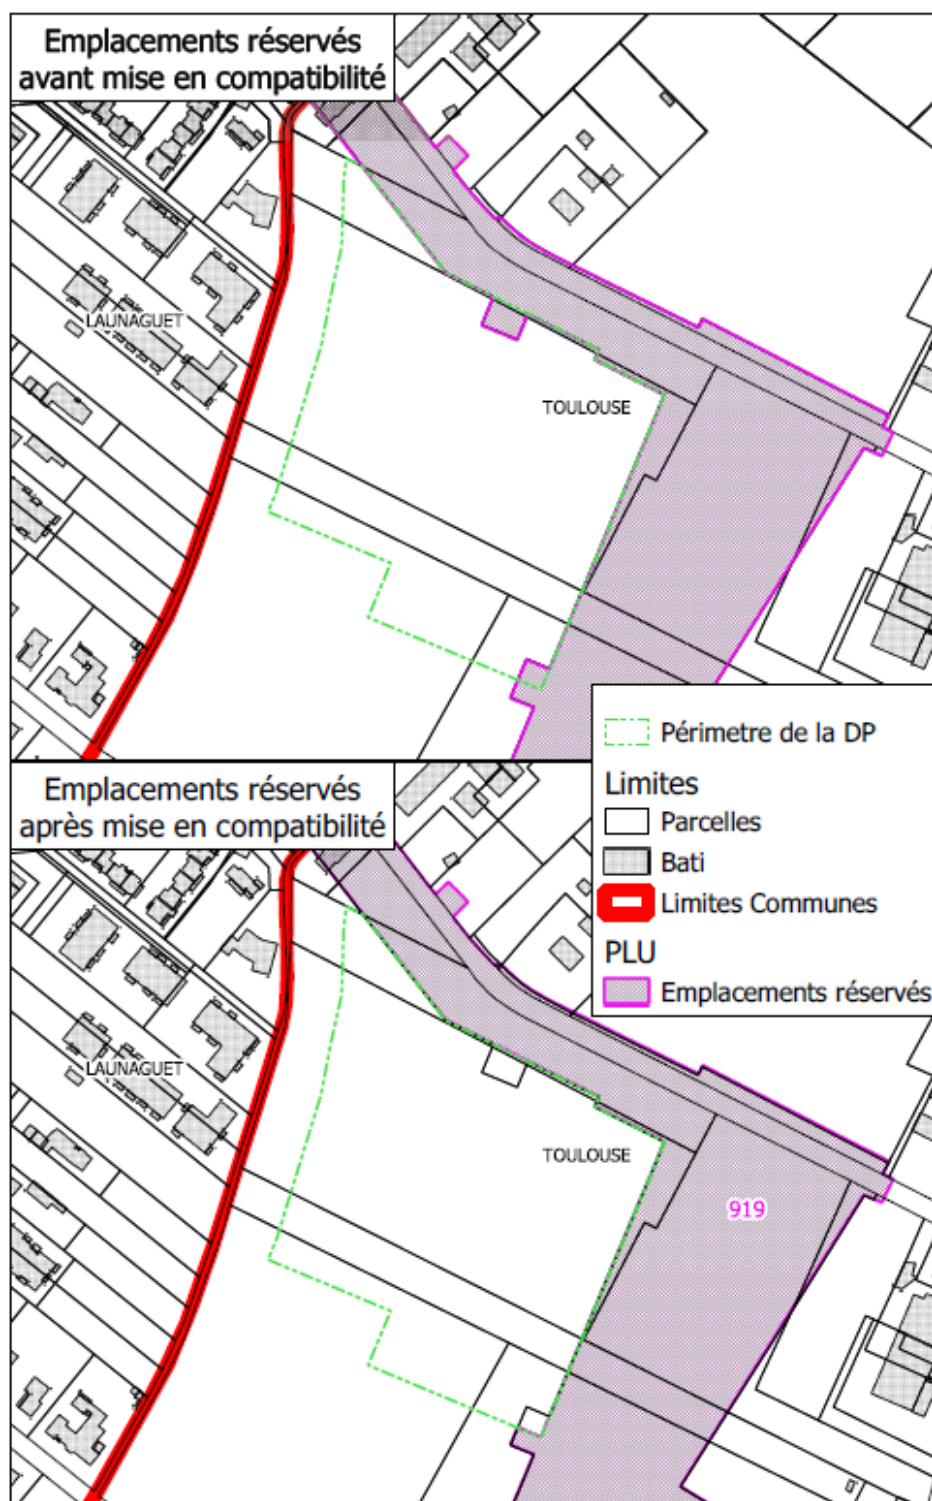 Emplacements réservés
avant mise en compatibilité
LAUNAGUET
TOULOUSE
Périmetre de la DP
Limites
Parcelles
Bati
Limites Communes
PLU
Emplacements réservés
Emplacements réservés
après mise en compatibilité
LAUNAGUET
TOULOUSE
919